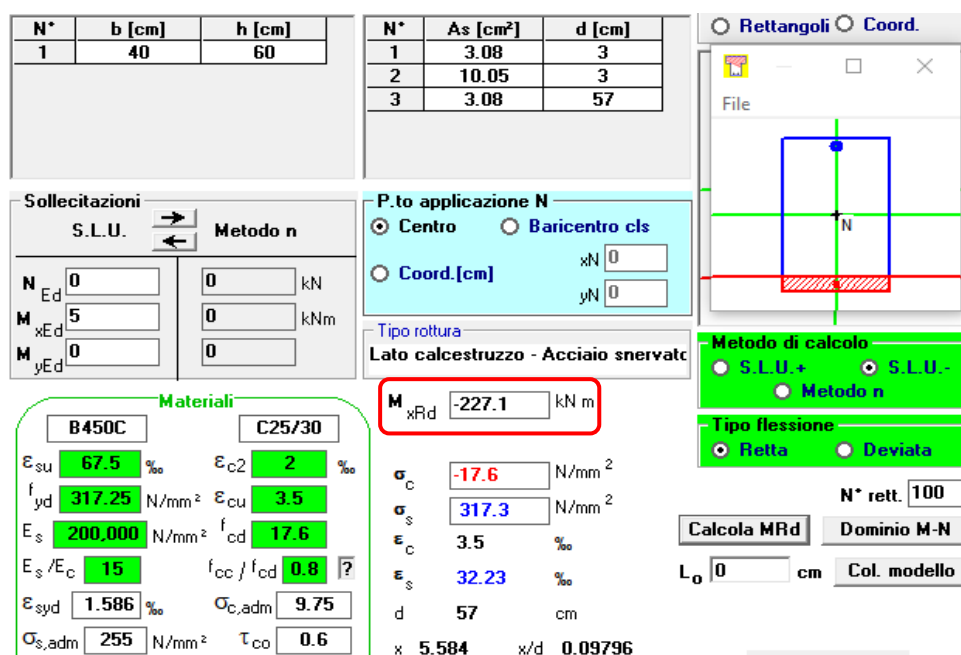 N° b [cm] h [cm]
1 40 60
N° As [cm²] d [cm]
1 3.08 3
2 10.05 3
3 3.08 57
Rettangoli Coord.
File
N
Sollecitazioni
S.L.U. Metodo n
N Ed 0 0 kN
M xEd 5 0 kNm
M yEd 0 0
P.to applicazione N
Centro Baricentro cls
Coord.[cm] xN 0
yN 0
Tipo rottura
Lato calcestruzzo - Acciaio snervato
Metodo di calcolo
S.L.U.+ S.L.U.-
Metodo n
Tipo flessione
Retta Deviata
N° rett. 100
Calcola MRd Dominio M-N
L₀ 0 cm Col. modello
Materiali
B450C C25/30
εsu 67.5 ‰ εc2 2 ‰
fyd 317.25 N/mm² εcu 3.5
Es 200,000 N/mm² fcd 17.6
Es/Ec 15 fcc / fcd 0.8 ?
εsyd 1.586 ‰ σc,adm 9.75
σs,adm 255 N/mm² τco 0.6
M xRd -227.1 kN m
σc -17.6 N/mm²
σs 317.3 N/mm²
εc 3.5 ‰
εs 32.23 ‰
d 57 cm
x 5.584 x/d 0.09796